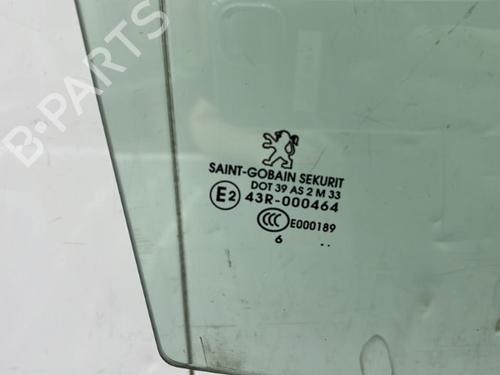 B-PARTS
SAINT-GOBAIN SEKURIT
DOT 39 AS 2 M 33
E2 43R-000464
CCC E000189
6 ..